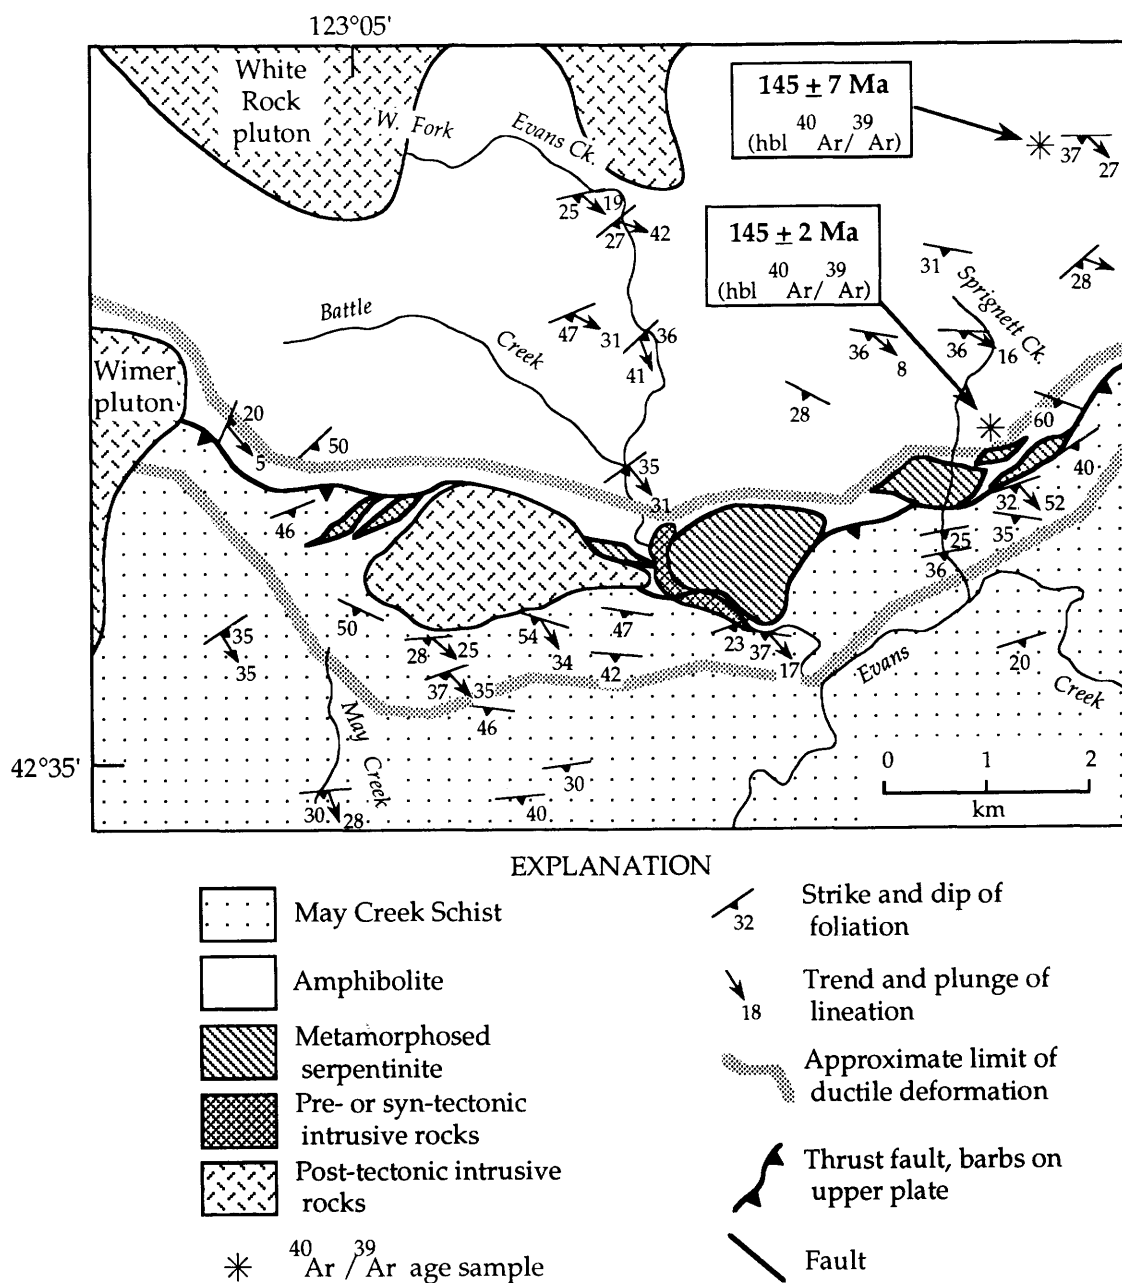 123°05'
White
Rock
pluton
W. Fork
Evans Ck.
145 ± 7 Ma
(hbl 40Ar/39Ar)
37
27
25
19
27
42
145 ± 2 Ma
(hbl 40Ar/39Ar)
31
28
Sprignett Ck.
Battle
Creek
47
31
36
41
36
8
36
16
Wimer
pluton
28
60
20
5
50
35
31
40
46
32
52
35
25
36
50
35
35
28
25
54
34
47
42
23
37
17
Evans
20
Creek
37
35
46
May
Creek
42°35'
30
40
30
28
0
1
2
km
EXPLANATION
May Creek Schist
Amphibolite
Metamorphosed
serpentinite
Pre- or syn-tectonic
intrusive rocks
Post-tectonic intrusive
rocks
40Ar /39Ar age sample
32
Strike and dip of
foliation
18
Trend and plunge of
lineation
Approximate limit of
ductile deformation
Thrust fault, barbs on
upper plate
Fault